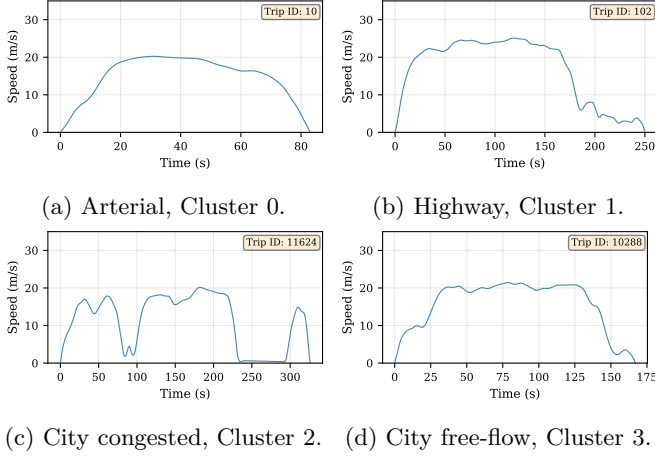 Trip ID: 10
30
20
10
0
Speed (m/s)
0 20 40 60 80
Time (s)
Trip ID: 102
30
20
10
0
Speed (m/s)
0 50 100 150 200 250
Time (s)
(a) Arterial, Cluster 0.
(b) Highway, Cluster 1.
Trip ID: 11624
30
20
10
0
Speed (m/s)
0 50 100 150 200 250 300
Time (s)
Trip ID: 10288
30
20
10
0
Speed (m/s)
0 25 50 75 100 125 150 175
Time (s)
(c) City congested, Cluster 2.
(d) City free-flow, Cluster 3.